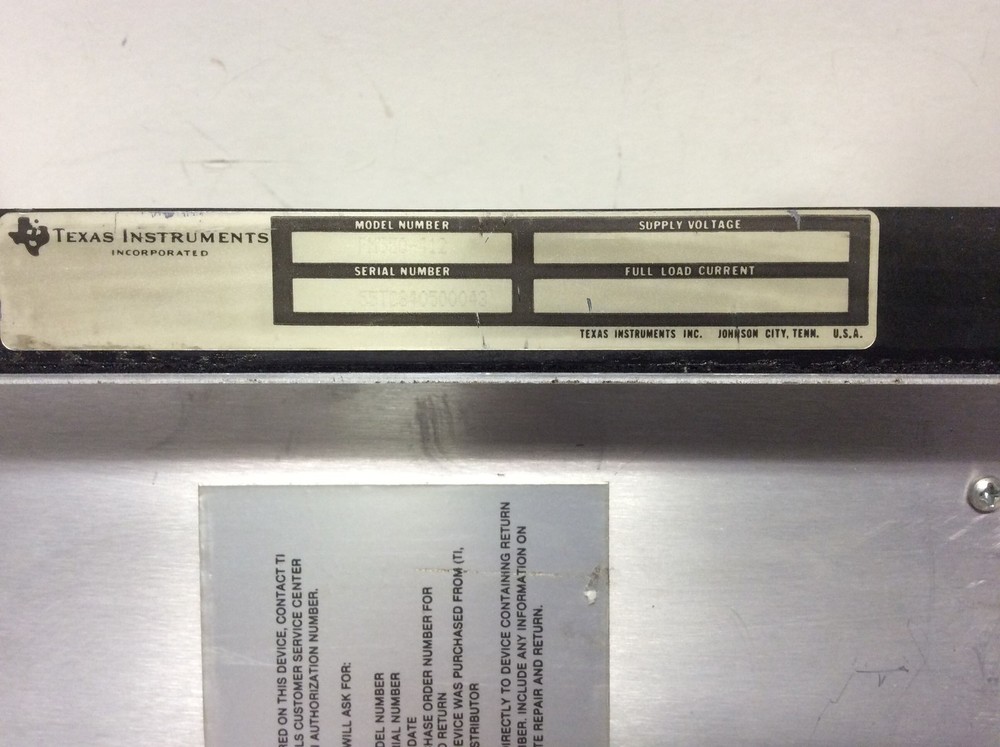 TEXAS INSTRUMENTS
INCORPORATED
MODEL NUMBER
SUPPLY VOLTAGE
SERIAL NUMBER
FULL LOAD CURRENT
TEXAS INSTRUMENTS INC. JOHNSON CITY, TENN. U.S.A.
RED ON THIS DEVICE, CONTACT TI
LS CUSTOMER SERVICE CENTER
AUTHORIZATION NUMBER.
WILL ASK FOR:
DEL NUMBER
IAL NUMBER
DATE
HASE ORDER NUMBER FOR
RETURN
EVICE WAS PURCHASED FROM (TI,
STRIBUTOR
IRECTLY TO DEVICE CONTAINING RETURN
BER. INCLUDE ANY INFORMATION ON
TE REPAIR AND RETURN.